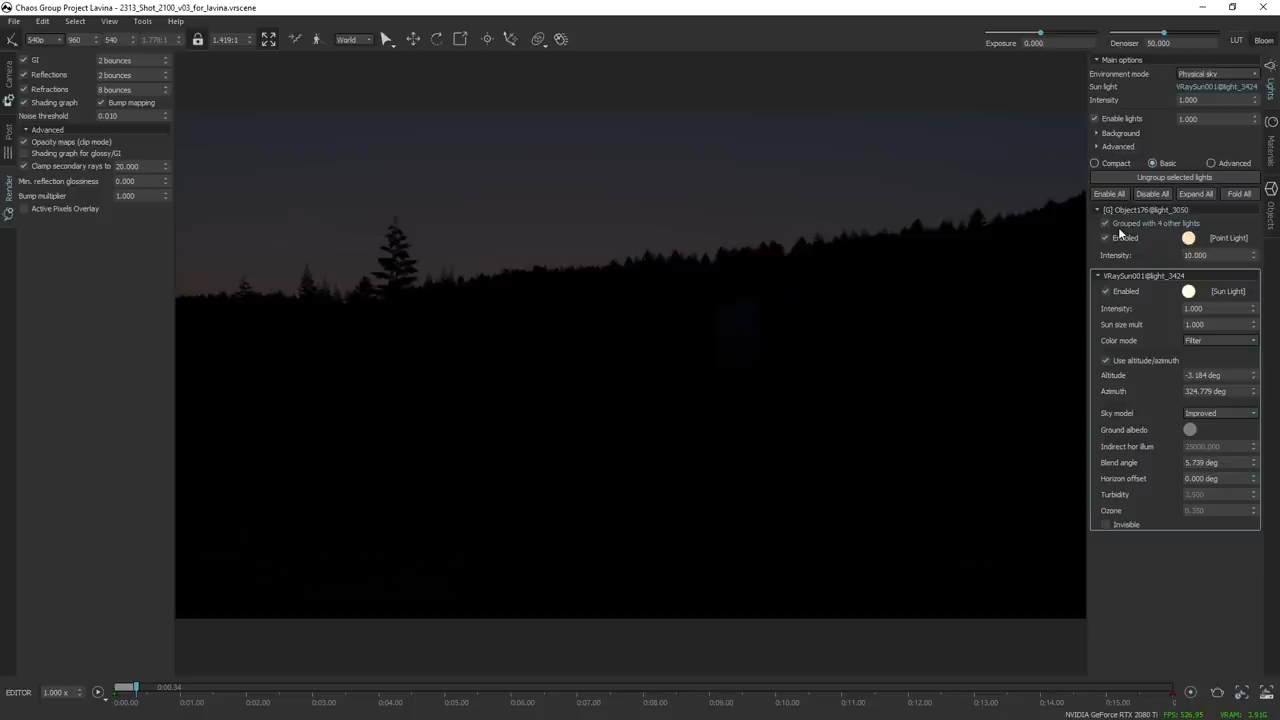 Chaos Group Project Lavina - 2313_Shot_2100_v03_for_lavina.vrscene
File Edit Select View Tools Help
540p 960 540 1.778:1 1.419:1 World Exposure 0.000 Denoiser 50.000 LUT Bloom
Camera
Post
Render
GI 2 bounces
Reflections 2 bounces
Refractions 8 bounces
Shading graph Bump mapping
Noise threshold 0.010
Advanced
Opacity maps (clip mode)
Shading graph for glossy/GI
Clamp secondary rays to 20.000
Min. reflection glossiness 0.000
Bump multiplier 1.000
Active Pixels Overlay
Main options
Environment mode Physical sky
Sun light VRaySun001@light_3424
Intensity 1.000
Enable lights 1.000
Background
Advanced
Compact Basic Advanced
Ungroup selected lights
Enable All Disable All Expand All Fold All
[G] Object176@light_3050
Grouped with 4 other lights
Enabled [Point Light]
Intensity: 10.000
VRaySun001@light_3424
Enabled [Sun Light]
Intensity: 1.000
Sun size mult 1.000
Color mode Filter
Use altitude/azimuth
Altitude -3.184 deg
Azimuth 324.779 deg
Sky model Improved
Ground albedo
Indirect hor illum 25000.000
Blend angle 5.739 deg
Horizon offset 0.000 deg
Turbidity 2.500
Ozone 0.350
Invisible
Lights
Materials
Objects
EDITOR 1.000 x 0:00.34
0:00.00 0:01.00 0:02.00 0:03.00 0:04.00 0:05.00 0:06.00 0:07.00 0:08.00 0:09.00 0:10.00 0:11.00 0:12.00 0:13.00 0:14.00 0:15.00
NVIDIA GeForce RTX 2080 Ti FPS: 526.95 VRAM: 3.91G